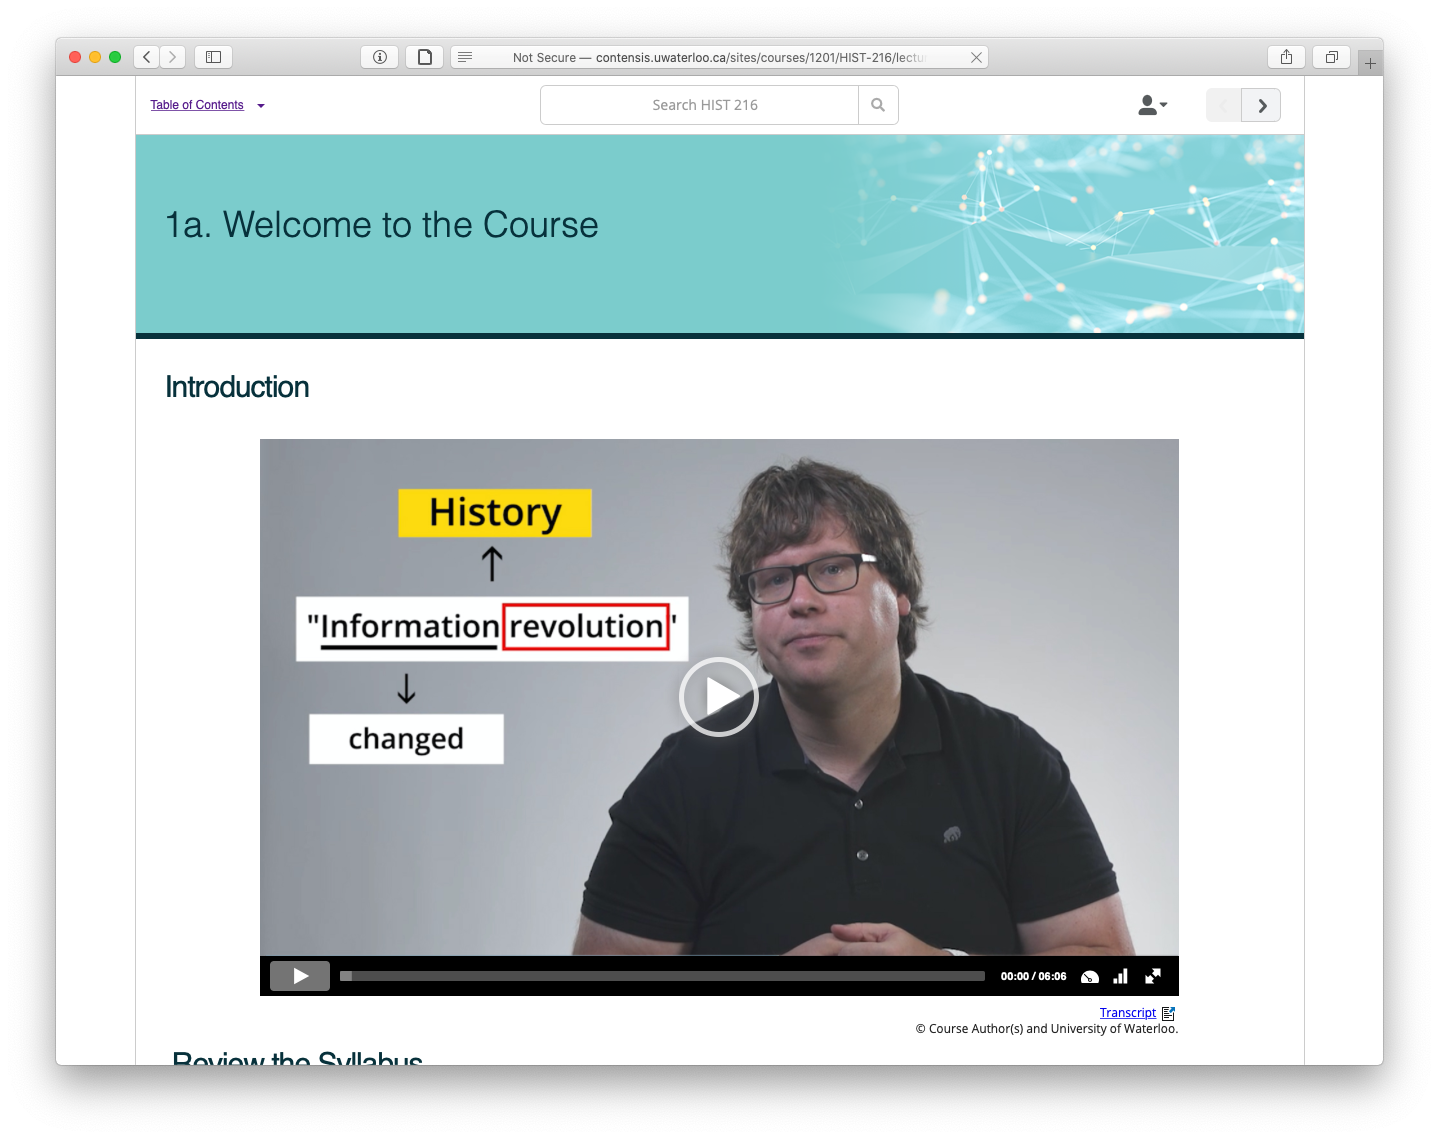 Not Secure — contensis.uwaterloo.ca/sites/courses/1201/HIST-216/lectu
Table of Contents
Search HIST 216
1a. Welcome to the Course
Introduction
History
"Information revolution"
changed
00:00 / 06:06
Transcript
© Course Author(s) and University of Waterloo.
Review the Syllabus